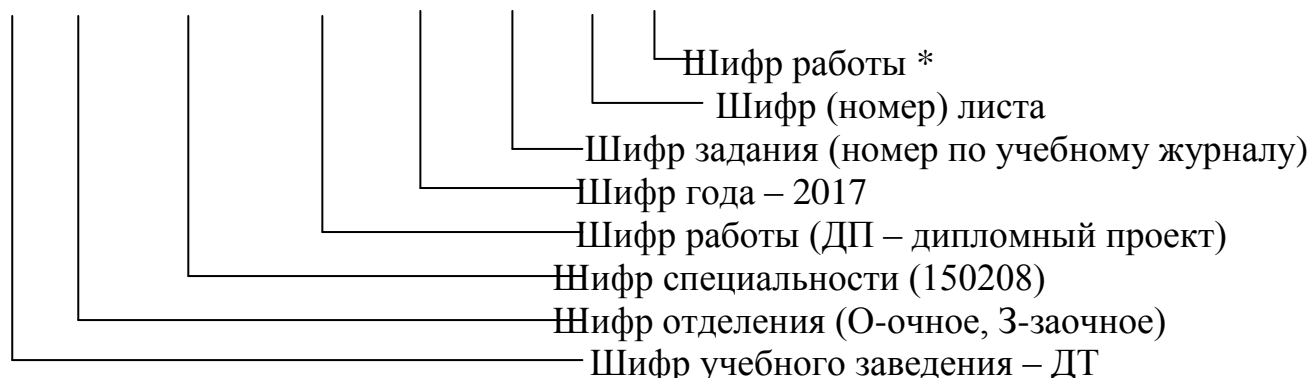 Шифр работы *
Шифр (номер) листа
Шифр задания (номер по учебному журналу)
Шифр года – 2017
Шифр работы (ДП – дипломный проект)
Шифр специальности (150208)
Шифр отделения (О-очное, З-заочное)
Шифр учебного заведения – ДТ